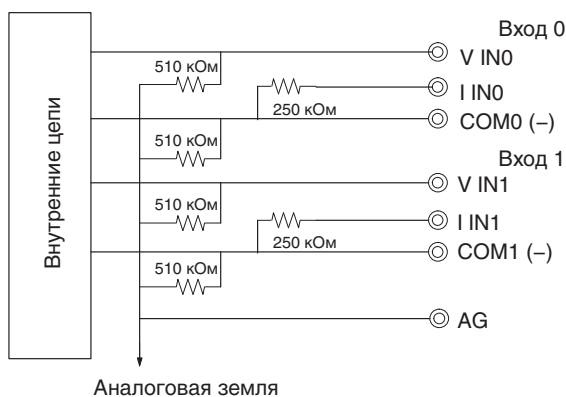 Вход 0
V IN0
510 кОм
I IN0
250 кОм
COM0 (–)
510 кОм
Вход 1
V IN1
510 кОм
I IN1
250 кОм
COM1 (–)
510 кОм
AG
Внутренние цепи
Аналоговая земля